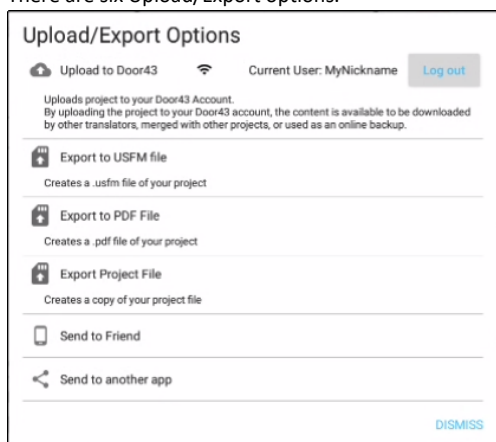 There are six Upload/Export options.
Upload/Export Options
Upload to Door43 Current User: MyNickname Log out
Uploads project to your Door43 Account.
By uploading the project to your Door43 account, the content is available to be downloaded
by other translators, merged with other projects, or used as an online backup.
Export to USFM file
Creates a .usfm file of your project
Export to PDF File
Creates a .pdf file of your project
Export Project File
Creates a copy of your project file
Send to Friend
Send to another app
DISMISS